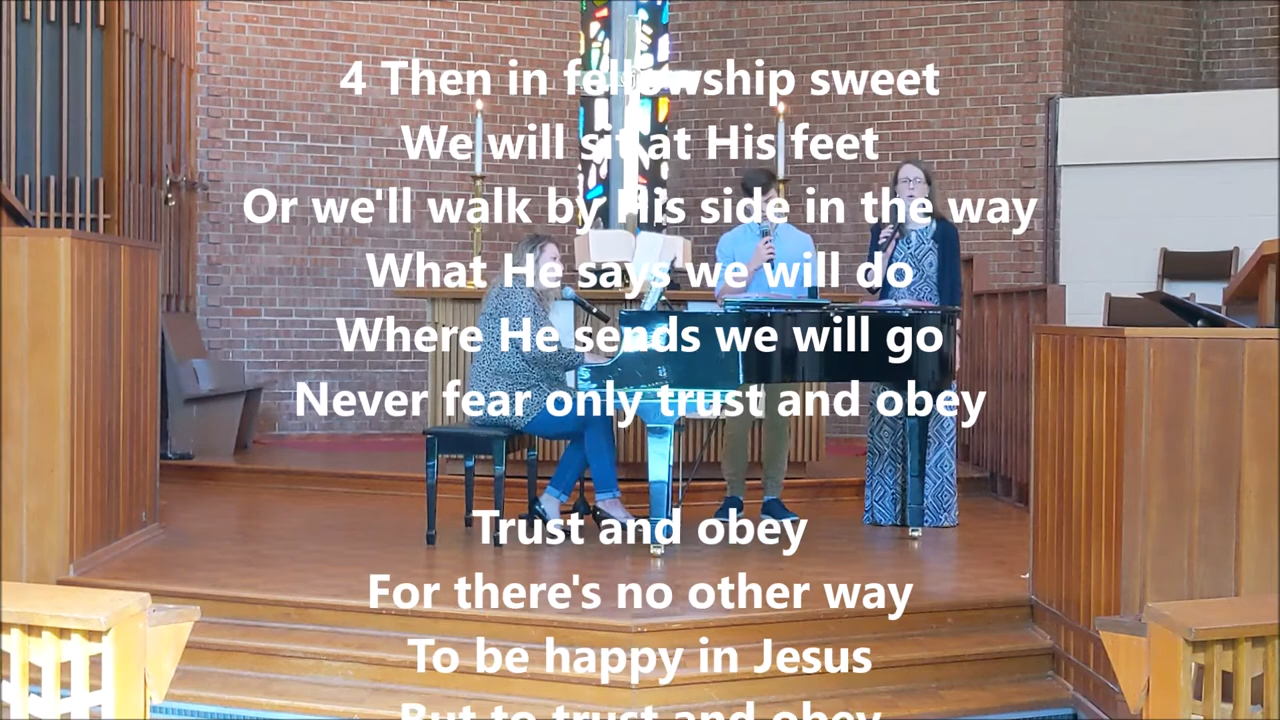 4 Then in fellowship sweet
We will sit at His feet
Or we'll walk by His side in the way
What He says we will do
Where He sends we will go
Never fear only trust and obey
Trust and obey
For there's no other way
To be happy in Jesus
But to trust and obey